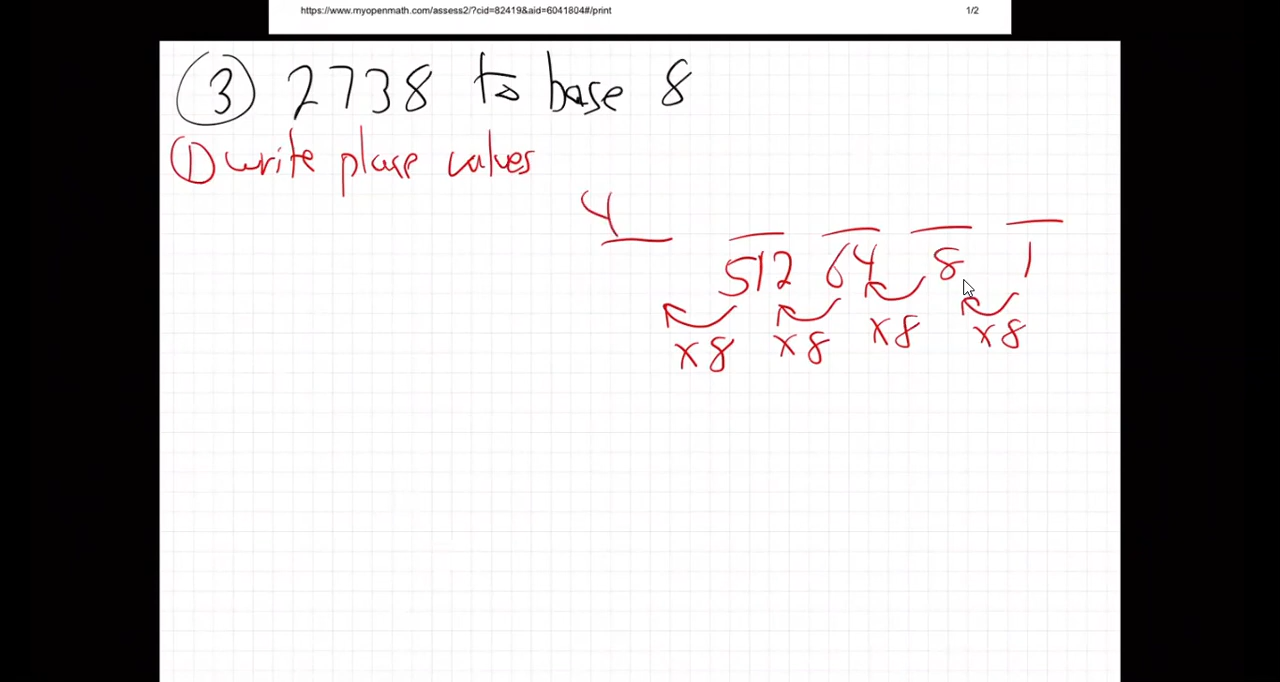 https://www.myopenmath.com/assess2/?cid=82419&aid=6041804#/print 1/2
③ 2738 to base 8
① write place values
4
512 64 8 1
x8 x8 x8 x8